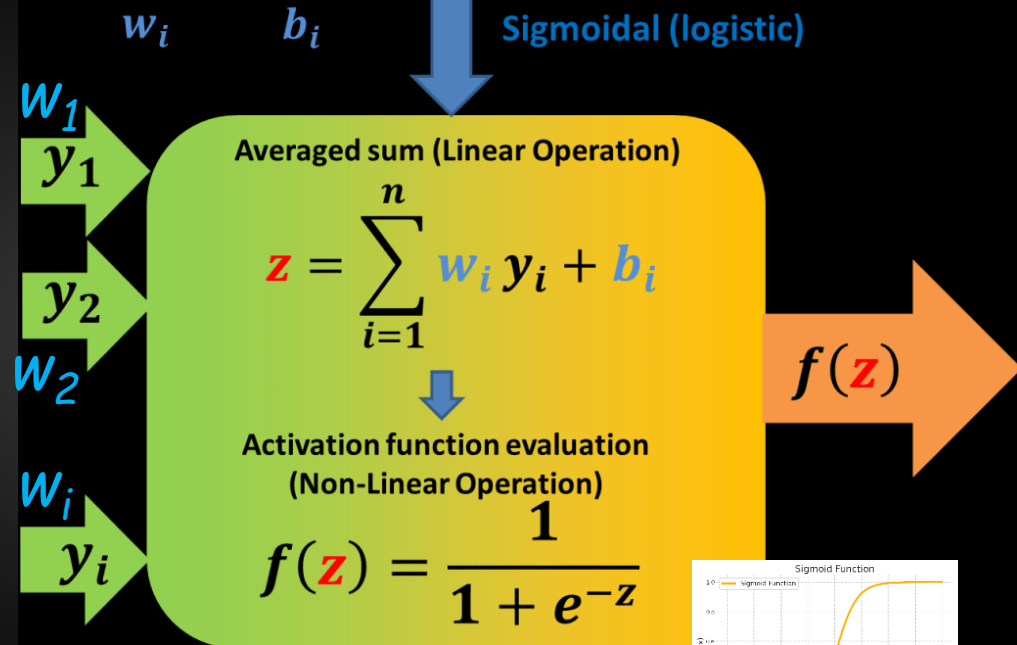 wᵢ bᵢ Sigmoidal (logistic)
W₁
y₁
Averaged sum (Linear Operation)
n
z = ∑ wᵢ yᵢ + bᵢ
i=1
y₂
W₂
f(z)
Activation function evaluation
(Non-Linear Operation)
Wᵢ
yᵢ
f(z) = 1 / 1 + e⁻ᶻ
Sigmoid Function
1.0
Sigmoid Function